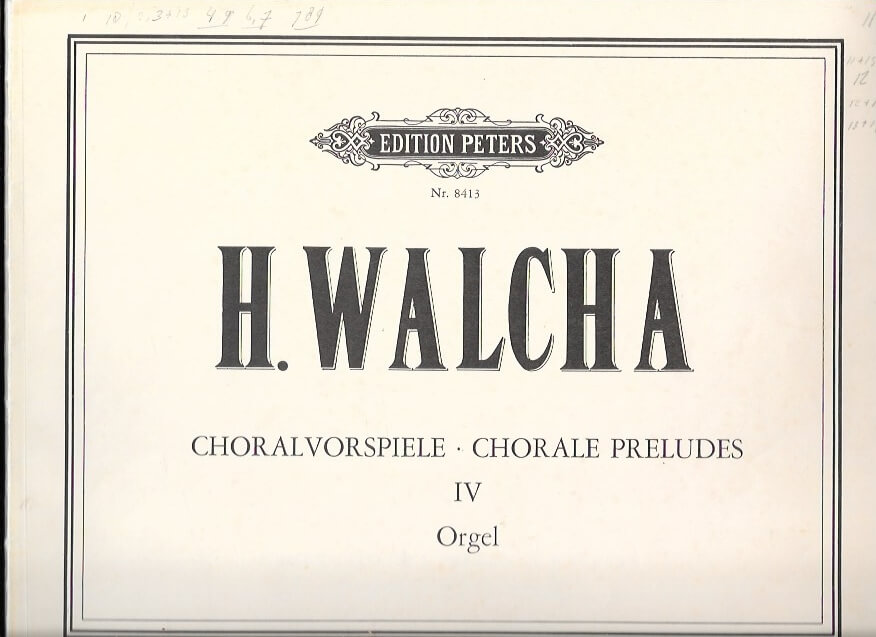 EDITION PETERS
Nr. 8413
H. WALCHA
CHORALVORSPIELE · CHORALE PRELUDES
IV
Orgel